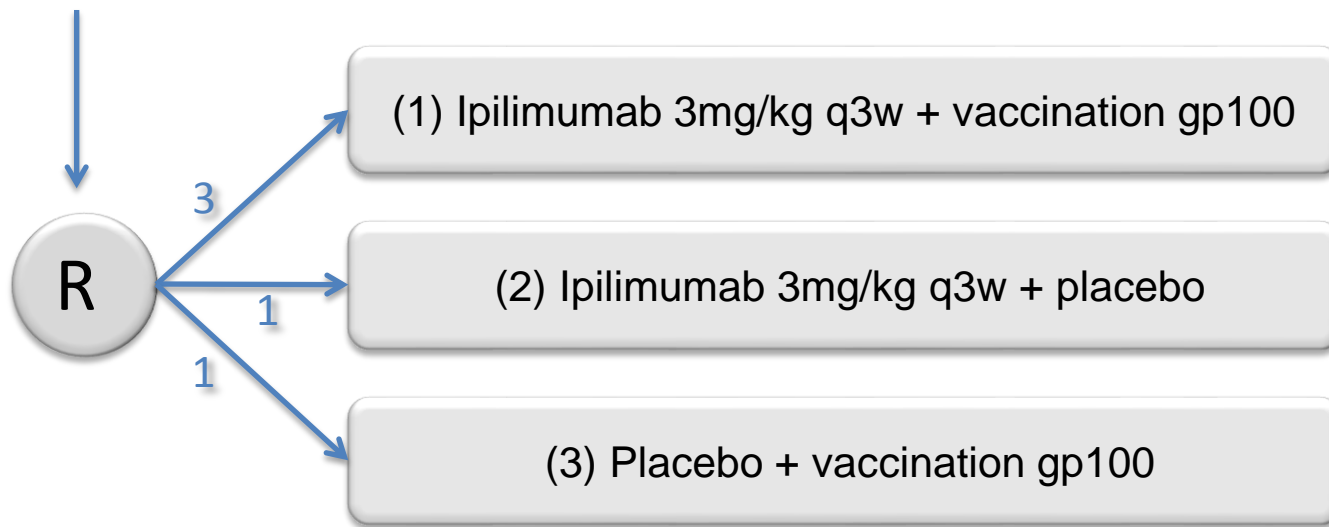 (1) Ipilimumab 3mg/kg q3w + vaccination gp100
3
R
(2) Ipilimumab 3mg/kg q3w + placebo
1
1
(3) Placebo + vaccination gp100